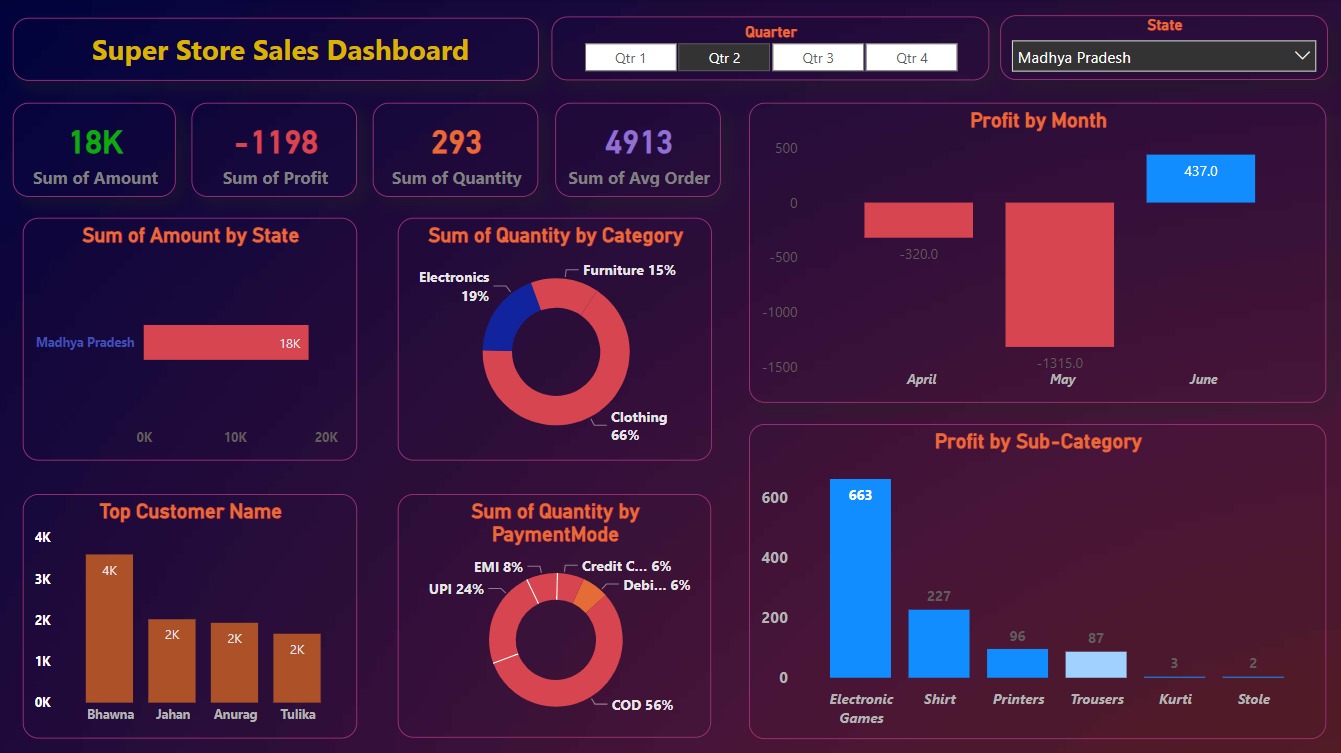 Super Store Sales Dashboard
Quarter
Qtr 1
Qtr 2
Qtr 3
Qtr 4
State
Madhya Pradesh
18K
Sum of Amount
-1198
Sum of Profit
293
Sum of Quantity
4913
Sum of Avg Order
Profit by Month
500
0
-500
-1000
-1500
437.0
-320.0
-1315.0
April
May
June
Sum of Amount by State
Madhya Pradesh
18K
0K
10K
20K
Sum of Quantity by Category
Electronics
19%
Furniture 15%
Clothing
66%
Profit by Sub-Category
600
400
200
0
663
227
96
87
3
2
Electronic
Games
Shirt
Printers
Trousers
Kurti
Stole
Top Customer Name
4K
3K
2K
1K
0K
4K
2K
2K
2K
Bhawna
Jahan
Anurag
Tulika
Sum of Quantity by
PaymentMode
EMI 8%
Credit C... 6%
UPI 24%
Debi... 6%
COD 56%